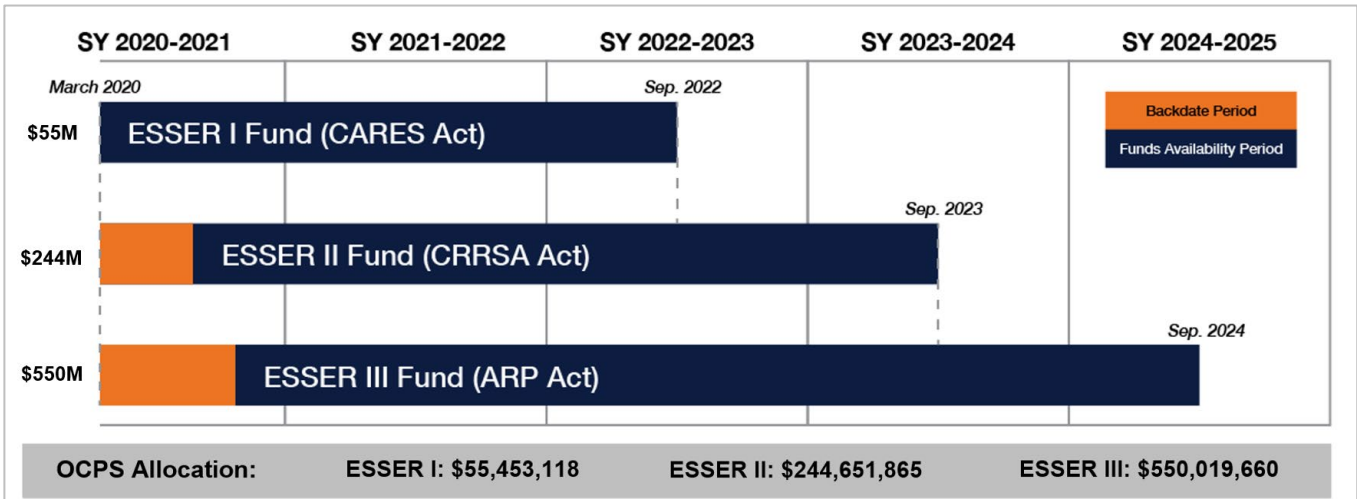 SY 2020-2021 SY 2021-2022 SY 2022-2023 SY 2023-2024 SY 2024-2025
March 2020 Sep. 2022
Backdate Period
Funds Availability Period
$55M ESSER I Fund (CARES Act)
Sep. 2023
$244M ESSER II Fund (CRRSA Act)
Sep. 2024
$550M ESSER III Fund (ARP Act)
OCPS Allocation: ESSER I: $55,453,118 ESSER II: $244,651,865 ESSER III: $550,019,660